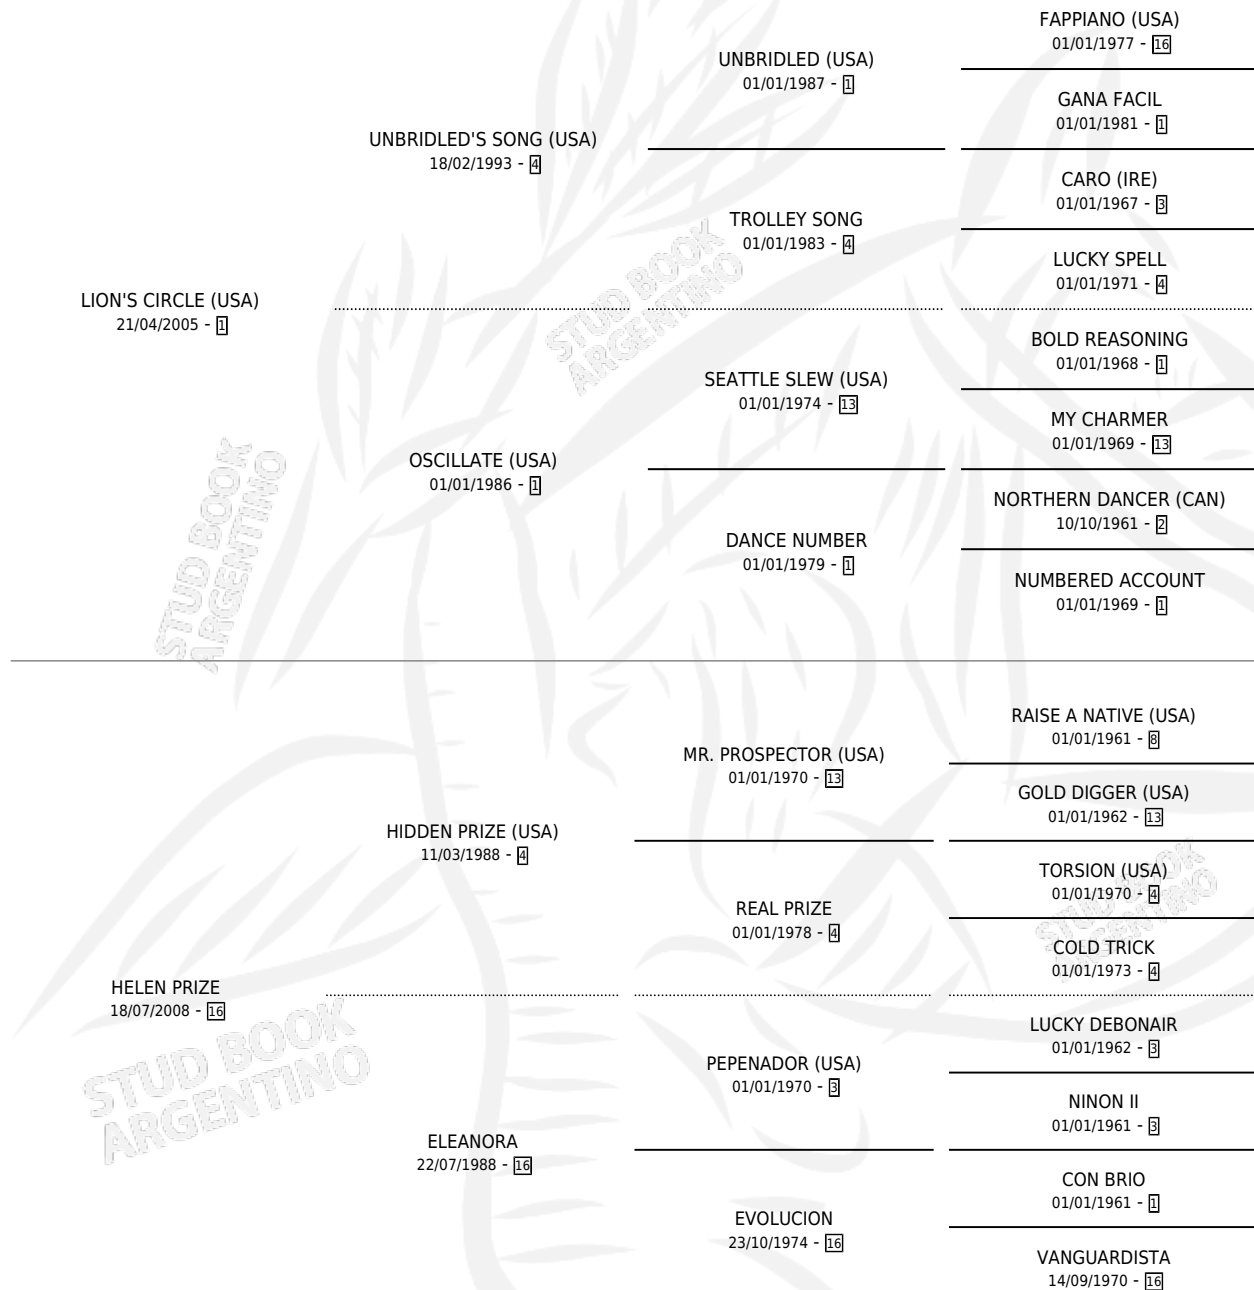 FAPPIANO (USA)
01/01/1977 - 16
UNBRIDLED (USA)
01/01/1987 - 1
GANA FACIL
01/01/1981 - 1
UNBRIDLED'S SONG (USA)
18/02/1993 - 4
CARO (IRE)
01/01/1967 - 3
TROLLEY SONG
01/01/1983 - 4
LUCKY SPELL
01/01/1971 - 4
LION'S CIRCLE (USA)
21/04/2005 - 1
BOLD REASONING
01/01/1968 - 1
SEATTLE SLEW (USA)
01/01/1974 - 13
MY CHARMER
01/01/1969 - 13
OSCILLATE (USA)
01/01/1986 - 1
NORTHERN DANCER (CAN)
10/10/1961 - 2
DANCE NUMBER
01/01/1979 - 1
NUMBERED ACCOUNT
01/01/1969 - 1
RAISE A NATIVE (USA)
01/01/1961 - 8
MR. PROSPECTOR (USA)
01/01/1970 - 13
GOLD DIGGER (USA)
01/01/1962 - 13
HIDDEN PRIZE (USA)
11/03/1988 - 4
TORSION (USA)
01/01/1970 - 4
REAL PRIZE
01/01/1978 - 4
COLD TRICK
01/01/1973 - 4
HELEN PRIZE
18/07/2008 - 16
LUCKY DEBONAIR
01/01/1962 - 3
PEPENADOR (USA)
01/01/1970 - 3
NINON II
01/01/1961 - 3
ELEANORA
22/07/1988 - 16
CON BRIO
01/01/1961 - 1
EVOLUCION
23/10/1974 - 16
VANGUARDISTA
14/09/1970 - 16
STUD BOOK
ARGENTINO
STUD BOOK
ARGENTINO
STUD BOOK
ARGENTINO
STUD BOOK
ARGENTINO